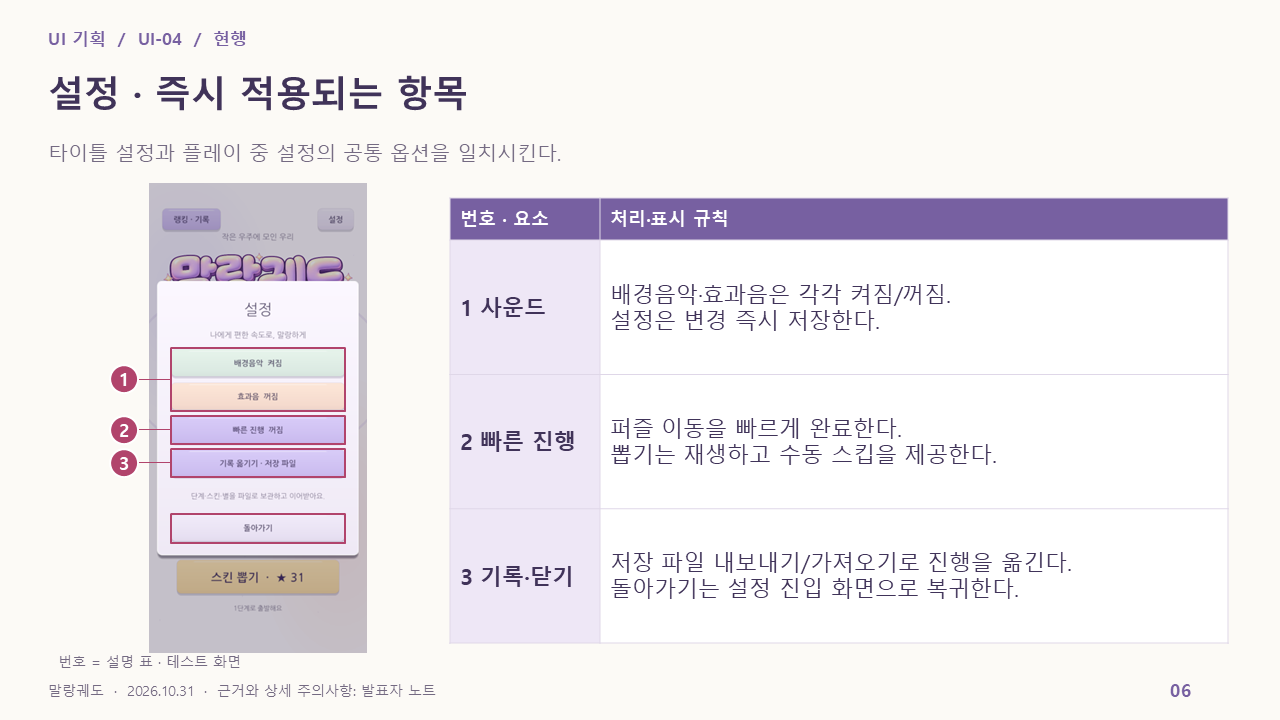 UI 기획 / UI-04 / 현행
설정 · 즉시 적용되는 항목
타이틀 설정과 플레이 중 설정의 공통 옵션을 일치시킨다.
랭킹 · 기록
설정
작은 우주에 모인 우리
말랑궤도
설정
나에게 편한 속도로, 말랑하게
배경음악 켜짐
효과음 꺼짐
빠른 진행 꺼짐
기록 옮기기 · 저장 파일
단계·스킨·별을 파일로 보관하고 이어받아요.
돌아가기
스킨 뽑기 · ★ 31
1단계로 출발해요
1
2
3
번호 = 설명 표 · 테스트 화면
번호 · 요소
처리·표시 규칙
1 사운드
배경음악·효과음은 각각 켜짐/꺼짐.
설정은 변경 즉시 저장한다.
2 빠른 진행
퍼즐 이동을 빠르게 완료한다.
뽑기는 재생하고 수동 스킵을 제공한다.
3 기록·닫기
저장 파일 내보내기/가져오기로 진행을 옮긴다.
돌아가기는 설정 진입 화면으로 복귀한다.
말랑궤도 · 2026.10.31 · 근거와 상세 주의사항: 발표자 노트
06